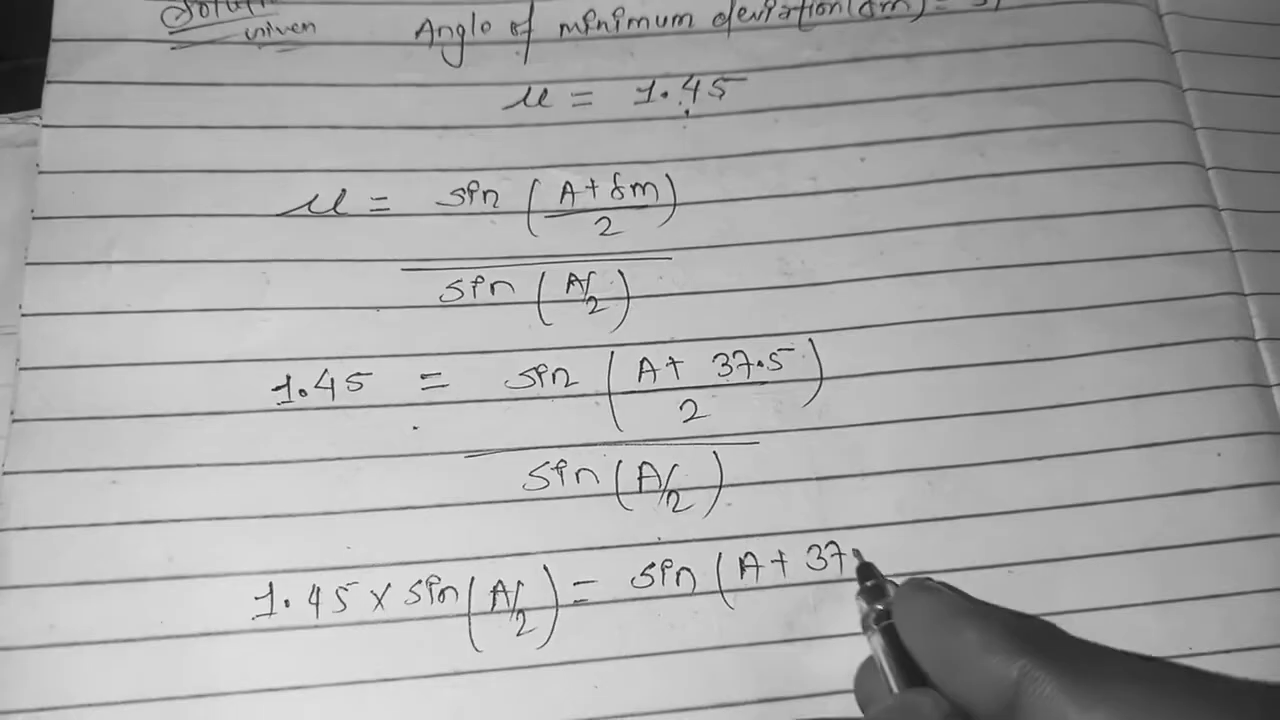 Solution
Given Angle of minimum deviation (δm) =
μ = 1.45
μ = sin (A + δm / 2)
sin (A/2)
1.45 = sin (A + 37.5 / 2)
sin (A/2)
1.45 × sin (A/2) = sin (A + 37